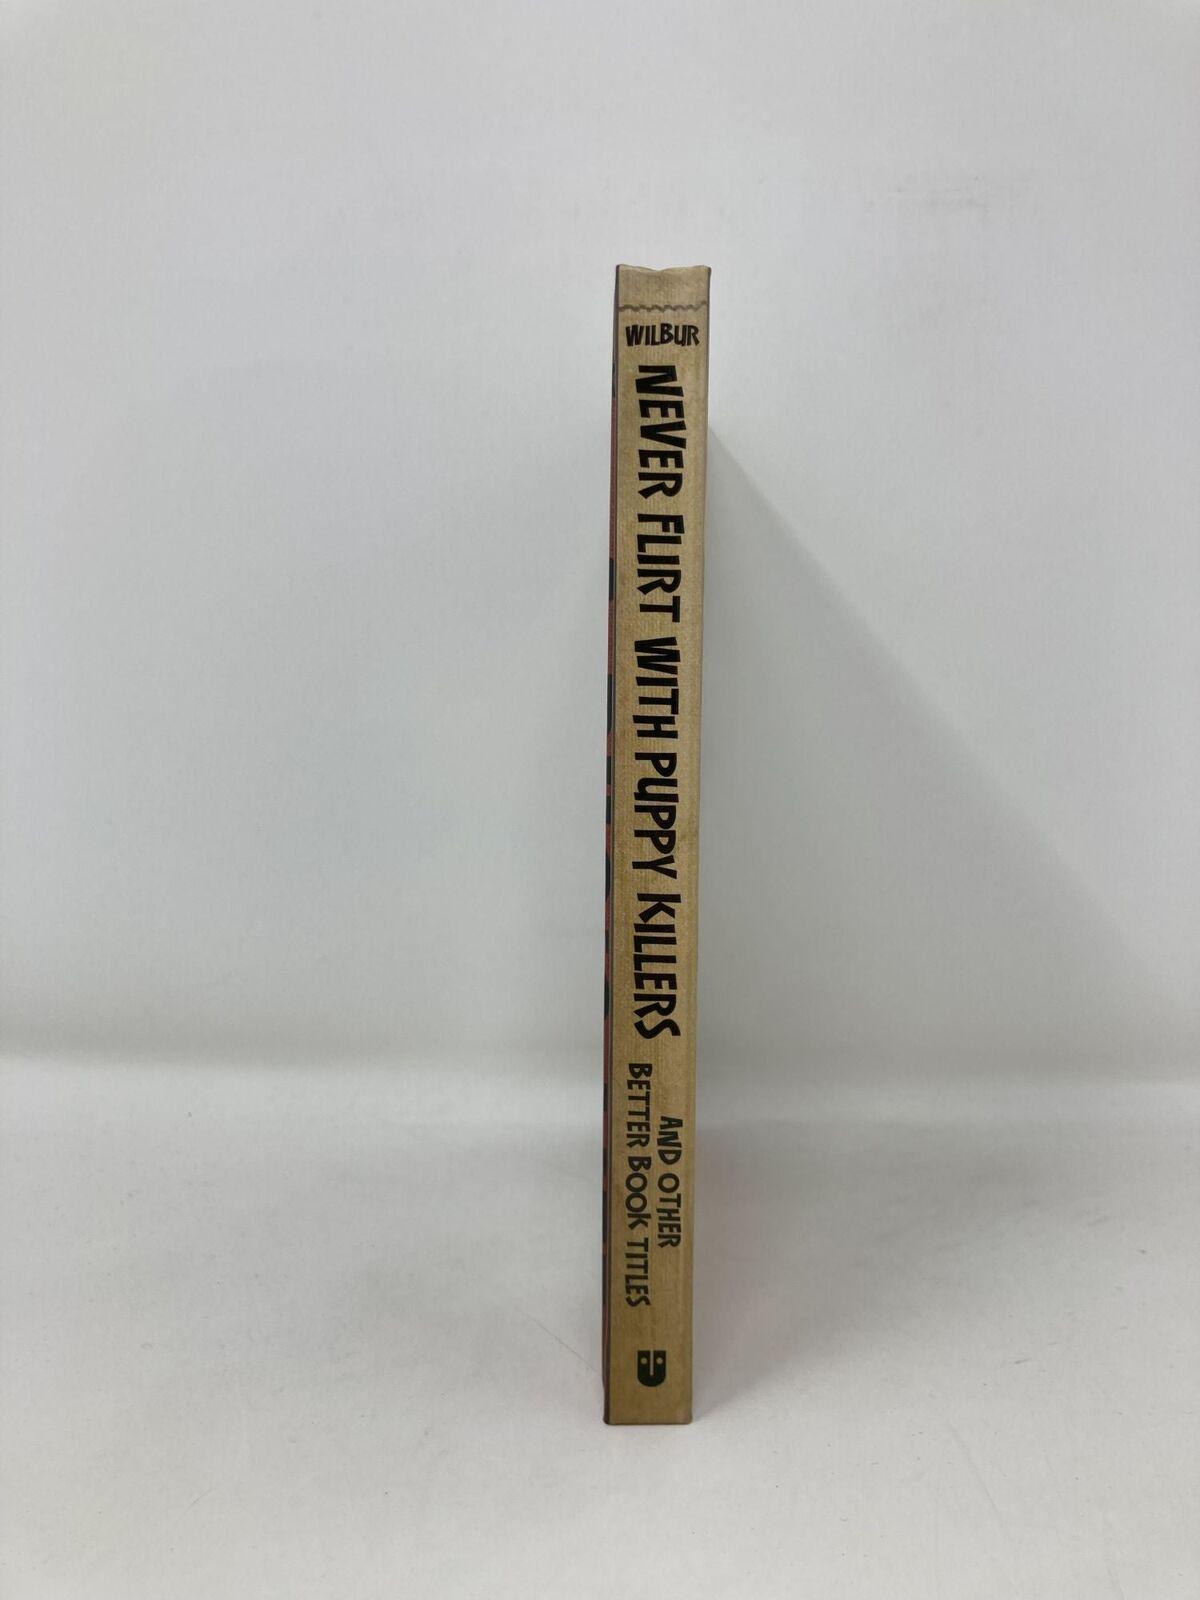 WILBUR
NEVER FLIRT WITH PUPPY KILLERS
AND OTHER
BETTER BOOK TITLES